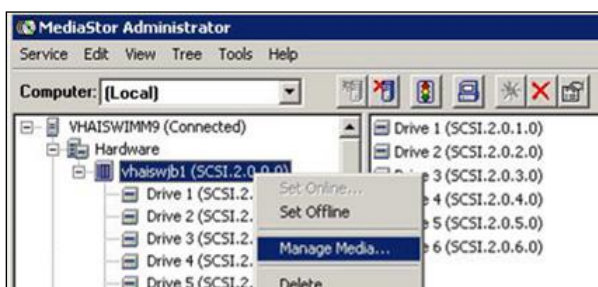 MediaStor Administrator
Service Edit View Tree Tools Help
Computer: (Local)
VHAISWIMM9 (Connected)
Hardware
vhaiswjb1 (SCSI.2.0.0.0)
Drive 1 (SCSI.2.
Drive 2 (SCSI.2.
Drive 3 (SCSI.2.
Drive 4 (SCSI.2.
Drive 5 (SCSI.2.
Set Online...
Set Offline
Manage Media...
Delete
Drive 1 (SCSI.2.0.1.0)
Drive 2 (SCSI.2.0.2.0)
e 3 (SCSI.2.0.3.0)
e 4 (SCSI.2.0.4.0)
e 5 (SCSI.2.0.5.0)
e 6 (SCSI.2.0.6.0)